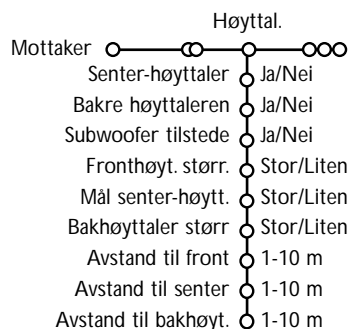 Høyttal.
Mottaker
Senter-høyttaler Ja/Nei
Bakre høyttaleren Ja/Nei
Subwoofer tilstede Ja/Nei
Fronthøyt. størr. Stor/Liten
Mål senter-høytt. Stor/Liten
Bakhøyttaler størr Stor/Liten
Avstand til front 1-10 m
Avstand til senter 1-10 m
Avstand til bakhøyt. 1-10 m